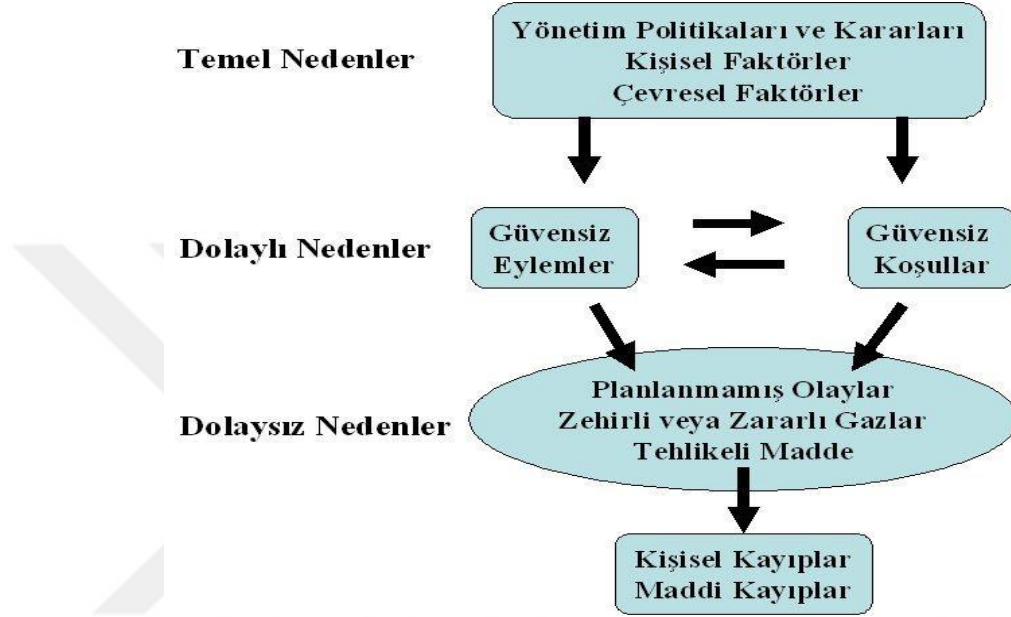 Temel Nedenler
Yönetim Politikaları ve Kararları
Kişisel Faktörler
Çevresel Faktörler
Dolaylı Nedenler
Güvensiz
Eylemler
Güvensiz
Koşullar
Dolaysız Nedenler
Planlanmamış Olaylar
Zehirli veya Zararlı Gazlar
Tehlikeli Madde
Kişisel Kayıplar
Maddi Kayıplar